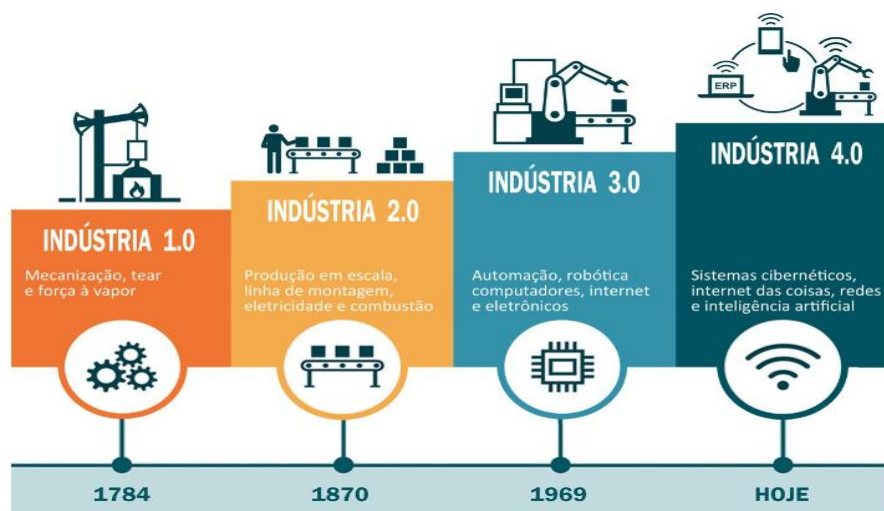 ERP
INDÚSTRIA 1.0
Mecanização, tear
e força à vapor
INDÚSTRIA 2.0
Produção em escala,
linha de montagem,
eletricidade e combustão
INDÚSTRIA 3.0
Automação, robótica
computadores, internet
e eletrônicos
INDÚSTRIA 4.0
Sistemas cibernéticos,
internet das coisas, redes
e inteligência artificial
1784
1870
1969
HOJE